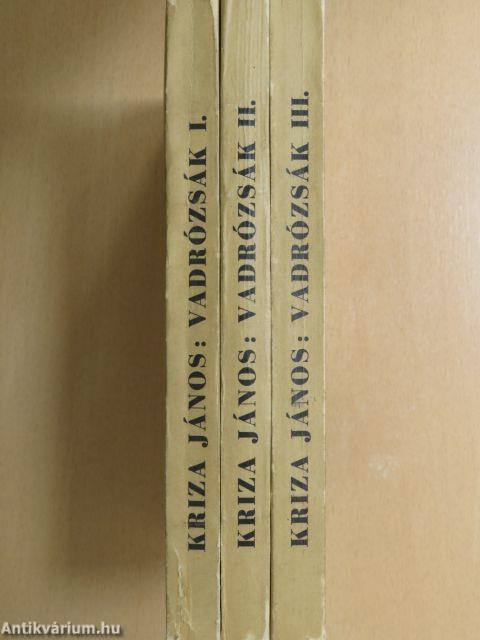 KRIZA JÁNOS: VADRÓZSÁK I.
KRIZA JÁNOS: VADRÓZSÁK II.
KRIZA JÁNOS: VADRÓZSÁK III.
Antikvárium.hu